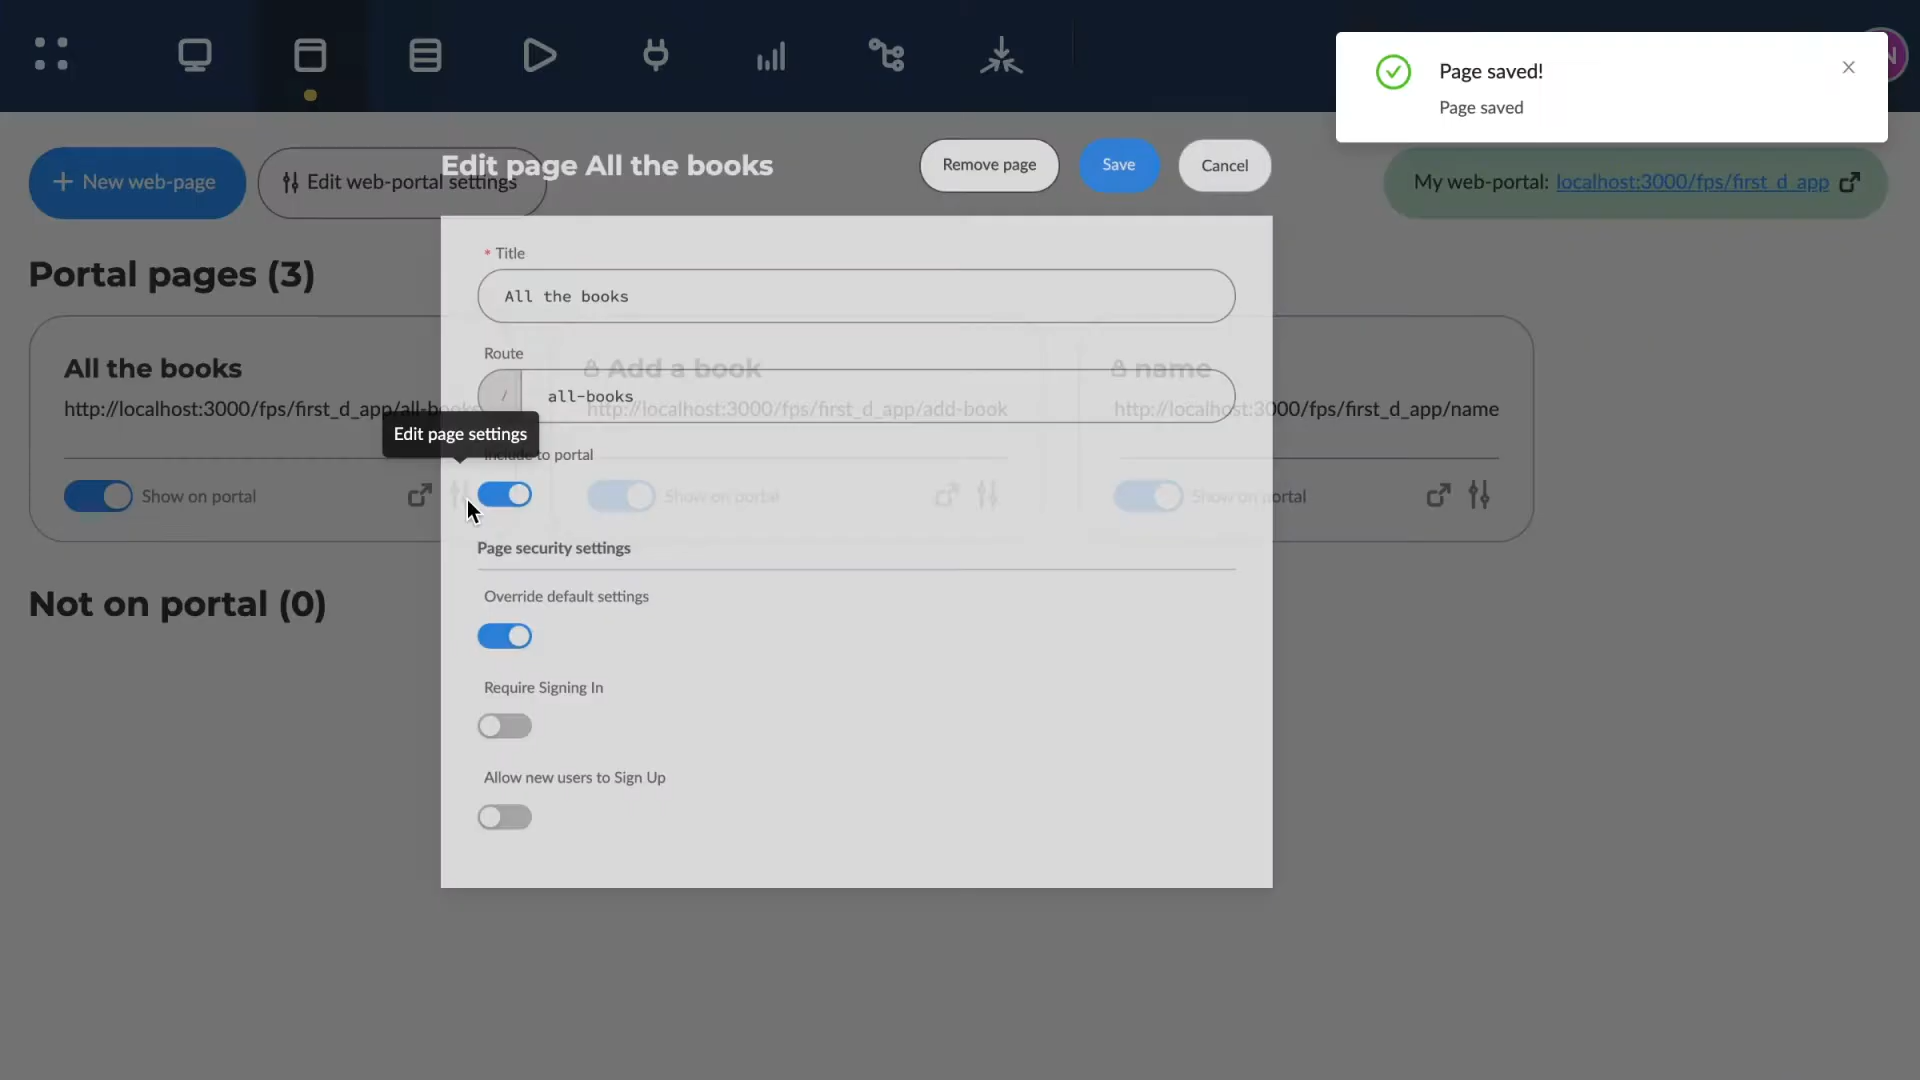 Page saved!
Page saved
N
Edit page All the books
Remove page
Save
Cancel
New web-page
Edit web-portal settings
My web-portal: localhost:3000/fps/first_d_app
Portal pages (3)
* Title
All the books
Route
/ all-books
All the books
http://localhost:3000/fps/first_d_app/all-books
Show on portal
Add a book
http://localhost:3000/fps/first_d_app/add-book
Show on portal
name
http://localhost:3000/fps/first_d_app/name
Show on portal
Edit page settings
Include to portal
Page security settings
Override default settings
Not on portal (0)
Require Signing In
Allow new users to Sign Up